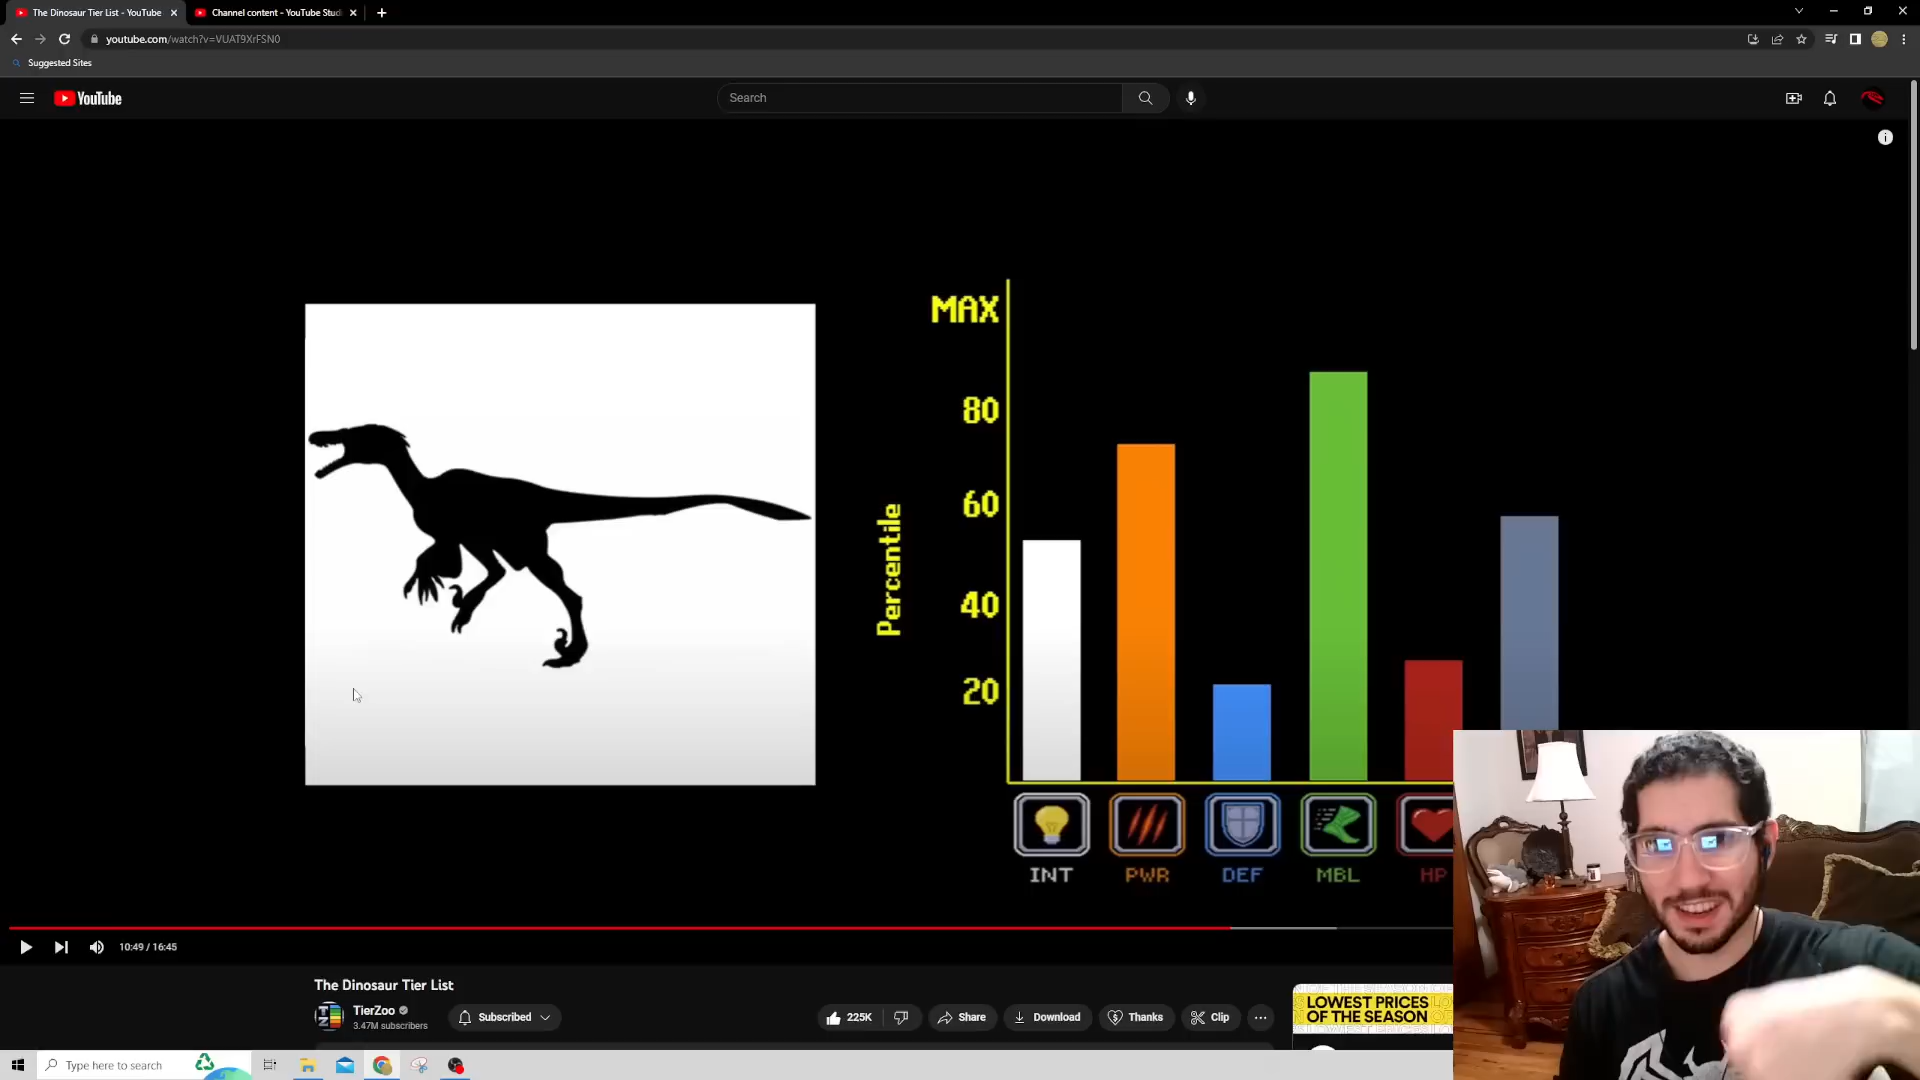 The Dinosaur Tier List - YouTube
Channel content - YouTube Stud
youtube.com/watch?v=VUAT9XrFSN0
Suggested Sites
YouTube
Search
MAX
80
60
40
20
Percentile
INT PWR DEF MBL HP
10:49 / 16:45
The Dinosaur Tier List
TierZoo
3.47M subscribers
Subscribed
225K
Share
Download
Thanks
Clip
LOWEST PRICES
OF THE SEASON
Type here to search